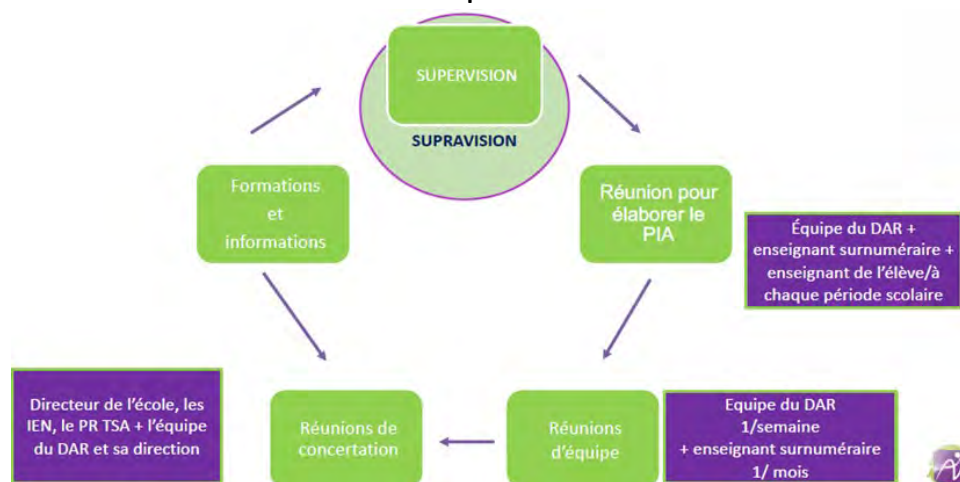 SUPERVISION
SUPRAVISION
Formations
et
informations
Réunion pour
élaborer le
PIA
Équipe du DAR +
enseignant surnuméraire +
enseignant de l'élève/à
chaque période scolaire
Directeur de l'école, les
IEN, le PR TSA + l'équipe
du DAR et sa direction
Réunions de
concertation
Réunions
d'équipe
Equipe du DAR
1/semaine
+ enseignant surnuméraire
1/ mois